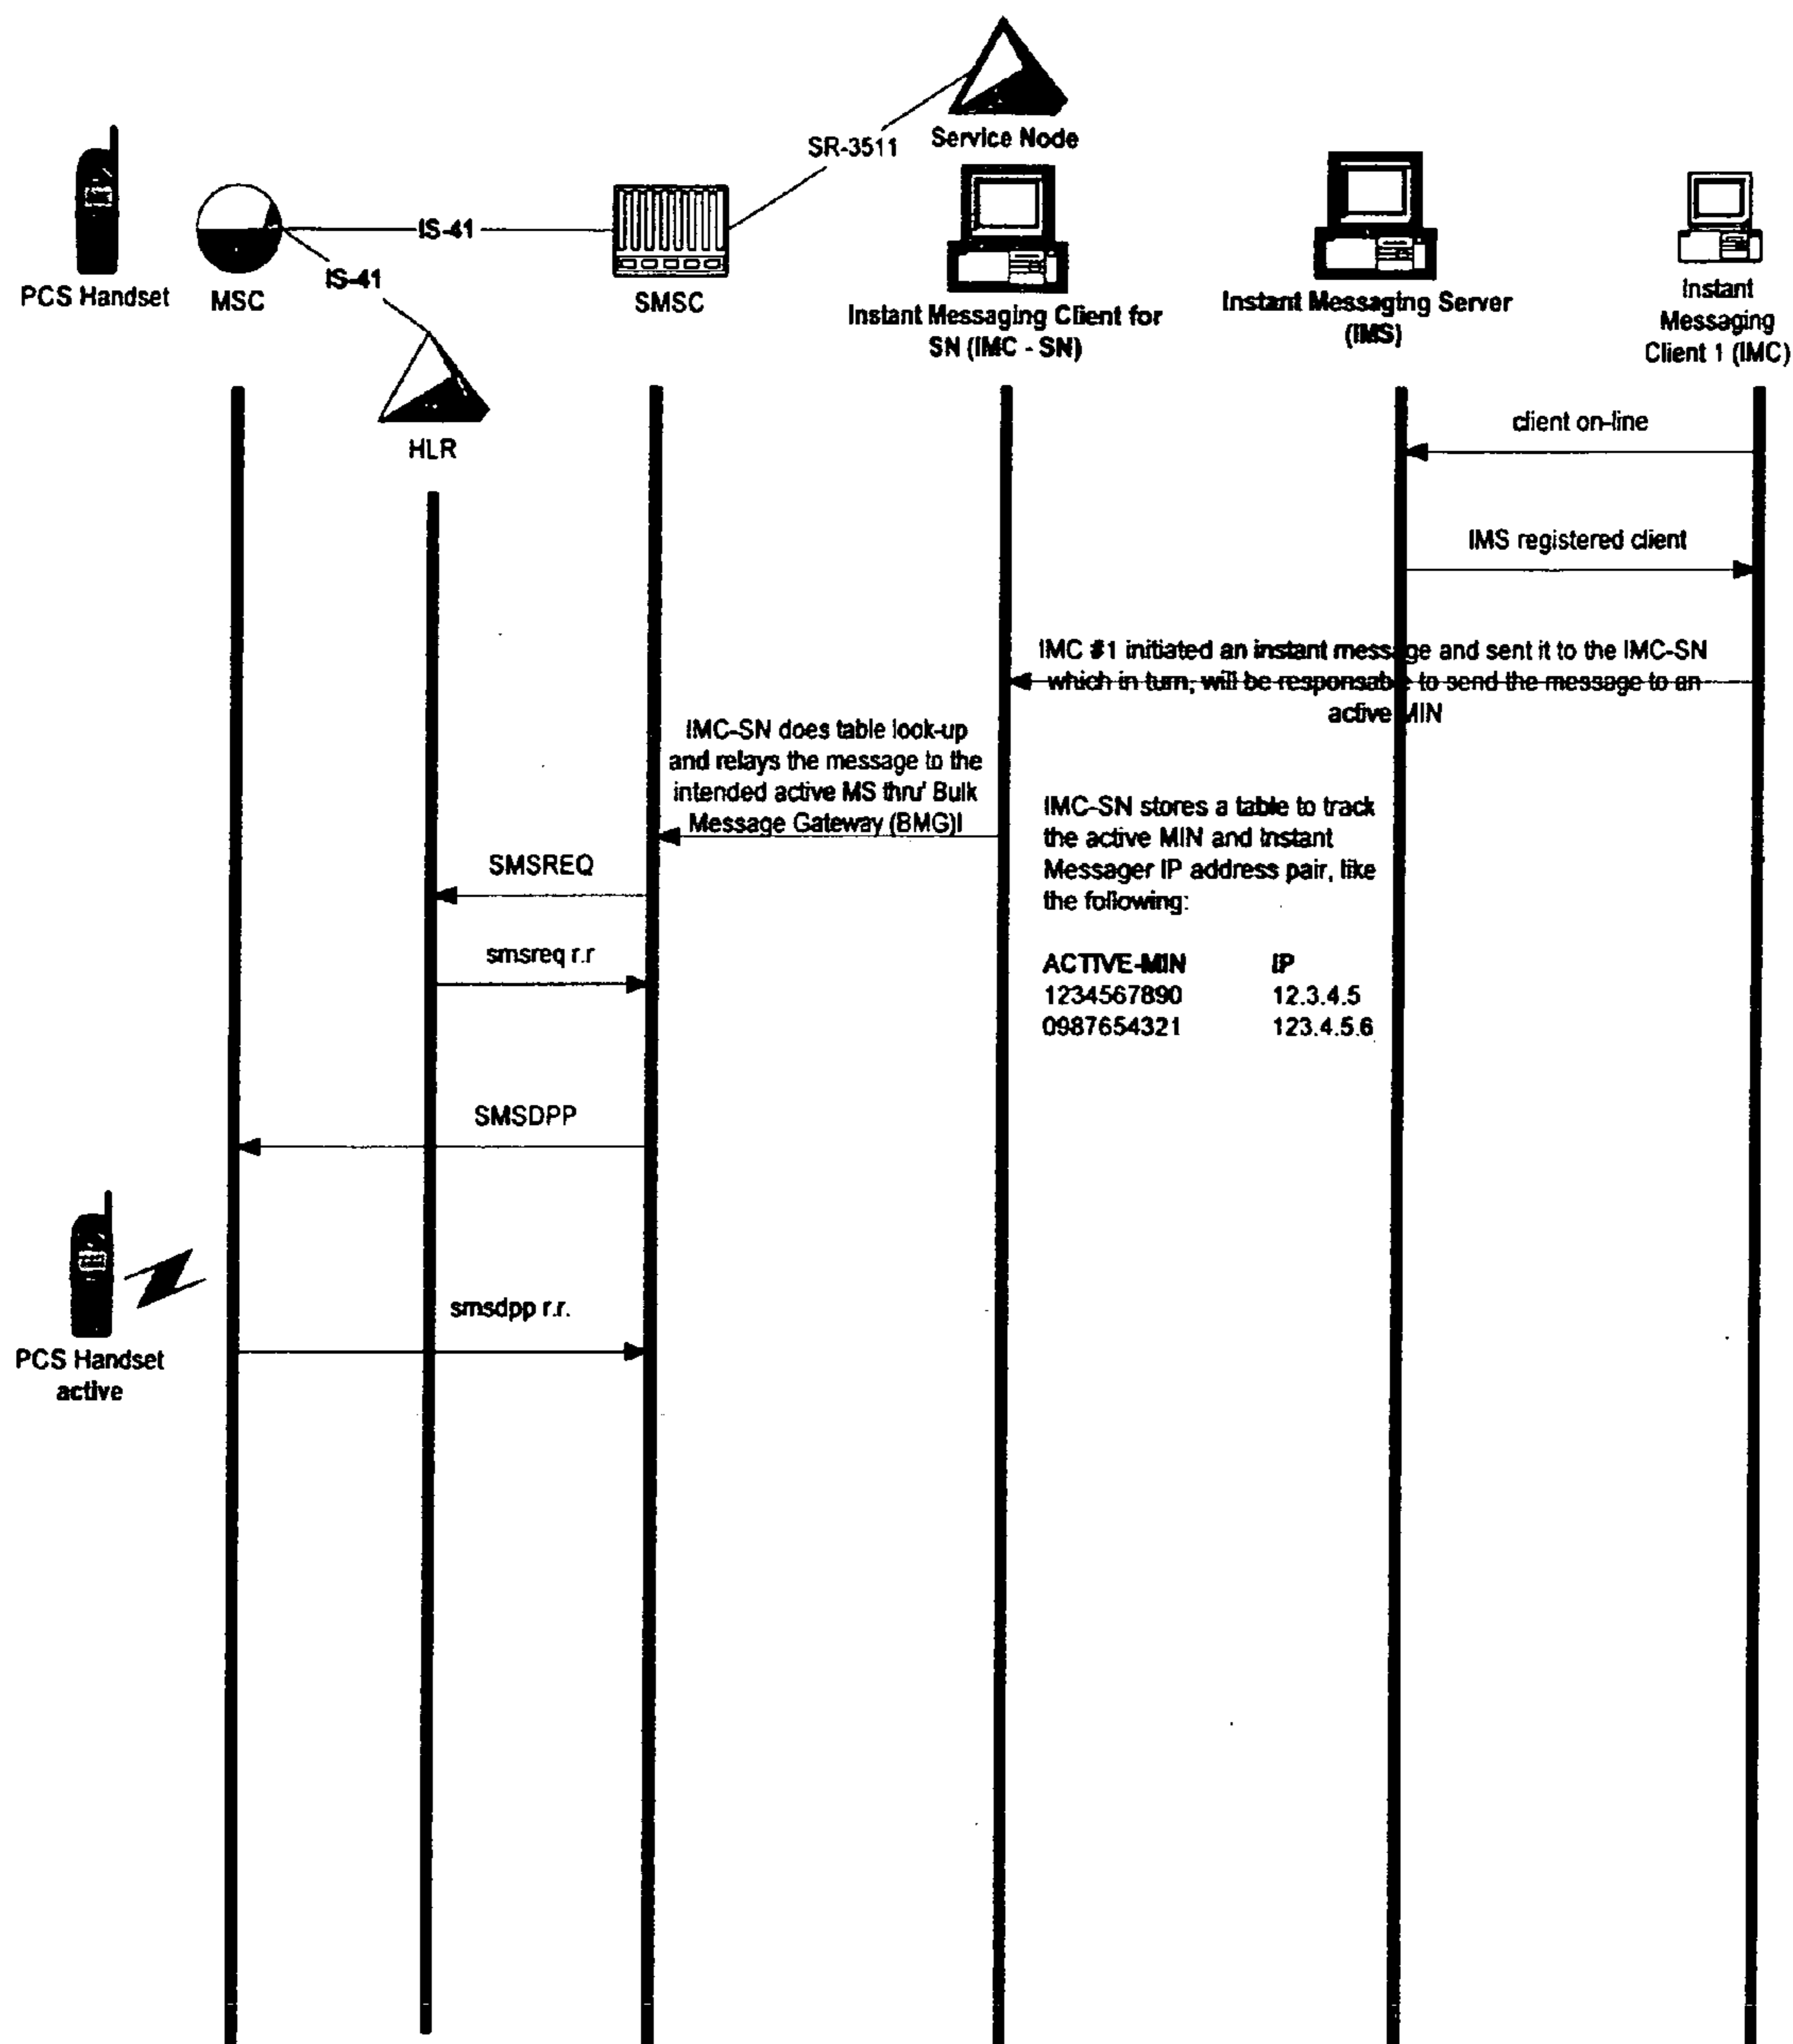 SR-3511
Service Node
IS-41
IS-41
PCS Handset
MSC
SMSC
Instant Messaging Client for
SN (IMC - SN)
Instant Messaging Server
(IMS)
Instant
Messaging
Client 1 (IMC)
HLR
client on-line
IMS registered client
IMC #1 initiated an instant message and sent it to the IMC-SN
which in turn, will be responsable to send the message to an
active MIN
IMC-SN does table look-up
and relays the message to the
intended active MS thru' Bulk
Message Gateway (BMG)l
IMC-SN stores a table to track
the active MIN and Instant
Messager IP address pair, like
the following:
ACTIVE-MIN IP
1234567890 12.3.4.5
0987654321 123.4.5.6
SMSREQ
smsreq r.r
SMSDPP
smsdpp r.r.
PCS Handset
active